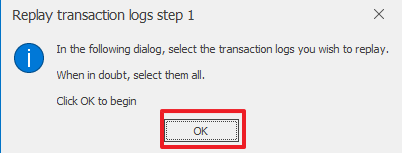 Replay transaction logs step 1
In the following dialog, select the transaction logs you wish to replay.
When in doubt, select them all.
Click OK to begin
OK